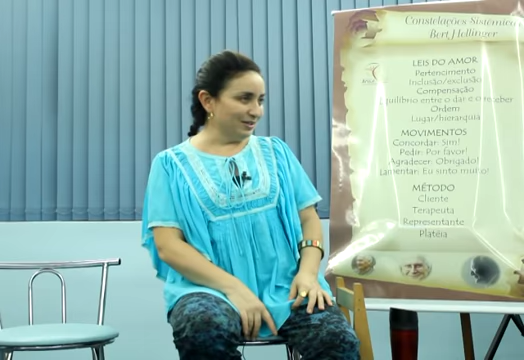 Constelações Sistêmica
Bert Hellinger
LEIS DO AMOR
Pertencimento
Inclusão/exclusão
Compensação
Equilíbrio entre o dar e o receber
Ordem
Lugar/hierarquia
MOVIMENTOS
Concordar: Sim!
Pedir: Por favor!
Agradecer: Obrigado!
Lamentar: Eu sinto muito!
MÉTODO
Cliente
Terapeuta
Representante
Platéia